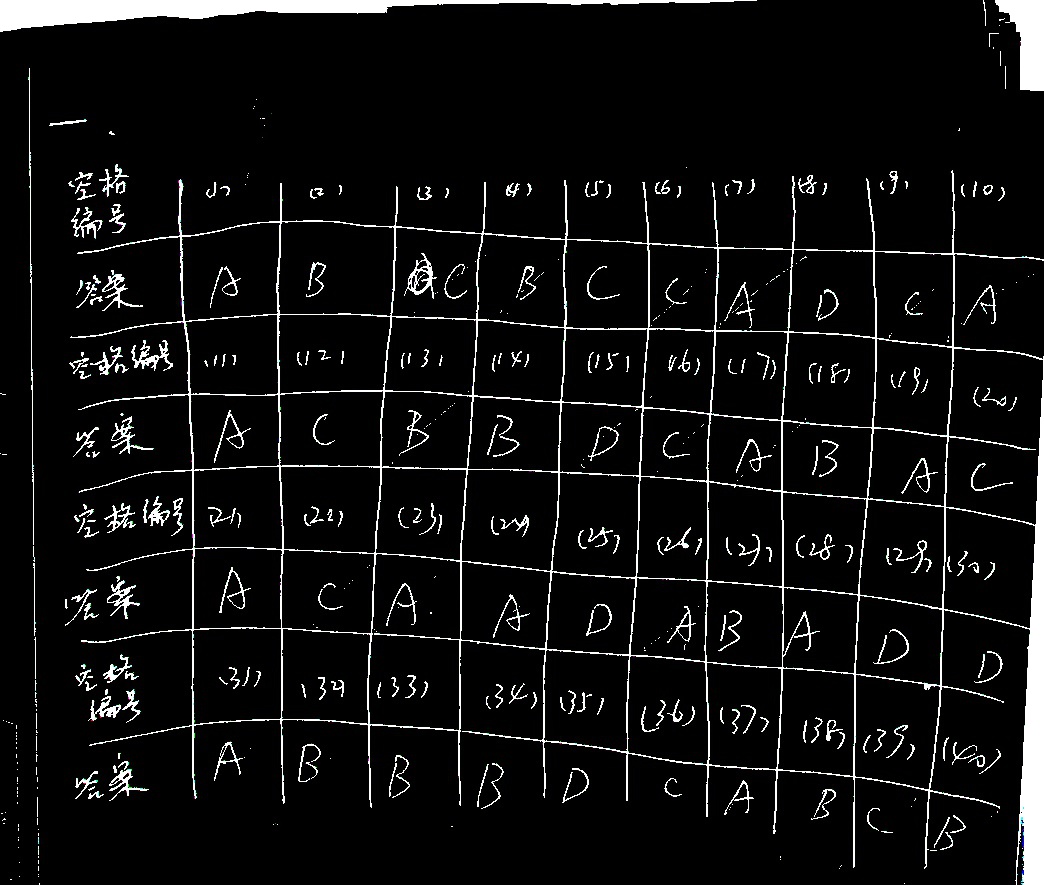 一、
空格编号 (1) (2) (3) (4) (5) (6) (7) (8) (9) (10)
答案 A B C B C C A D C A
空格编号 (11) (12) (13) (14) (15) (16) (17) (18) (19) (20)
答案 A C B B D C A B A C
空格编号 (21) (22) (23) (24) (25) (26) (27) (28) (29) (30)
答案 A C A A D A B A D D
空格编号 (31) (32) (33) (34) (35) (36) (37) (38) (39) (40)
答案 A B B B D C A B C B